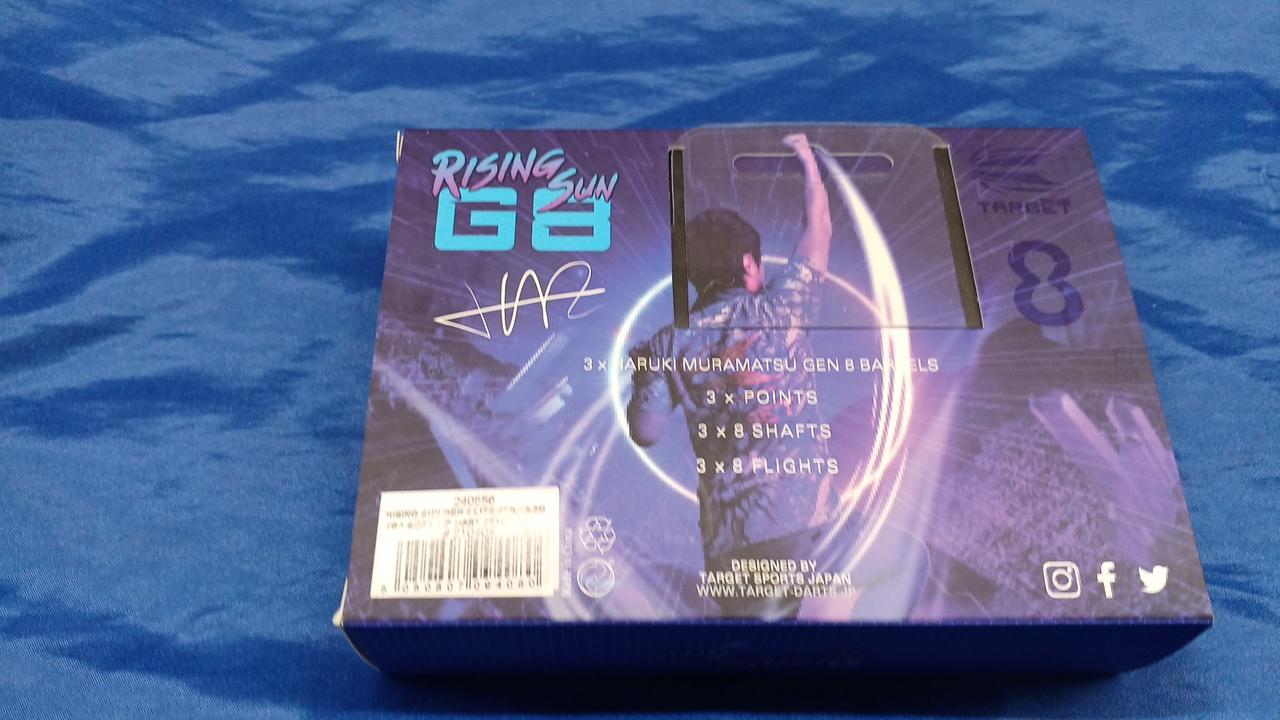 RISING SUN
G8
TARGET
8
3 x HARUKI MURAMATSU GEN 8 BARRELS
3 x POINTS
3 x 8 SHAFTS
3 x 8 FLIGHTS
240556
DESIGNED BY
TARGET SPORTS JAPAN
WWW.TARGET-DARTS.JP